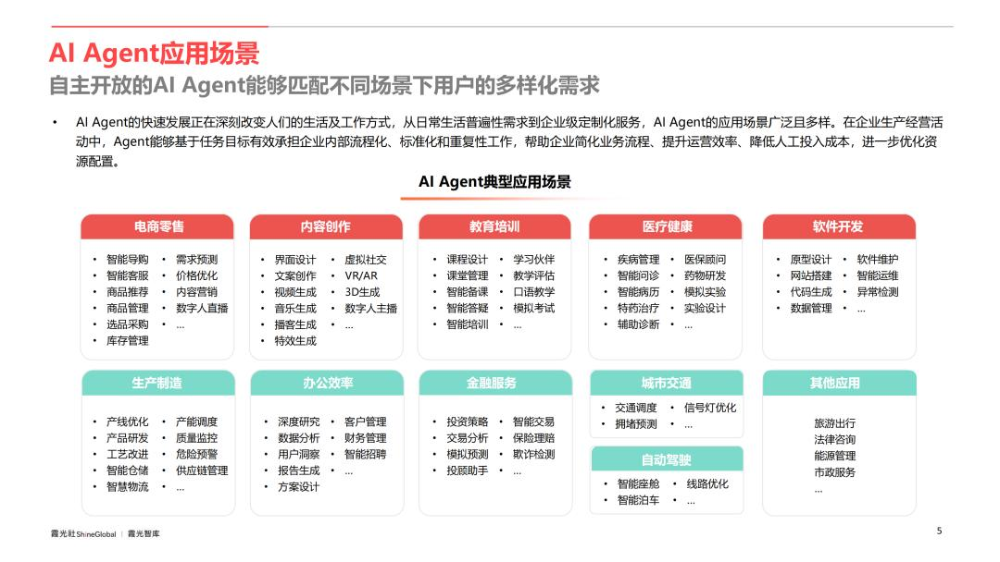 AI Agent应用场景
自主开放的AI Agent能够匹配不同场景下用户的多样化需求
• AI Agent的快速发展正在深刻改变人们的生活及工作方式，从日常生活普遍性需求到企业级定制化服务，AI Agent的应用场景广泛且多样。在企业生产经营活
动中，Agent能够基于任务目标有效承担企业内部流程化、标准化和重复性工作，帮助企业简化业务流程、提升运营效率、降低人工投入成本，进一步优化资
源配置。
AI Agent典型应用场景
电商零售
• 智能导购 • 需求预测
• 智能客服 • 价格优化
• 商品推荐 • 内容营销
• 商品管理 • 数字人直播
• 选品采购 • ...
• 库存管理
内容创作
• 界面设计 • 虚拟社交
• 文案创作 • VR/AR
• 视频生成 • 3D生成
• 音乐生成 • 数字人主播
• 播客生成 • ...
• 特效生成
教育培训
• 课程设计 • 学习伙伴
• 课堂管理 • 教学评估
• 智能备课 • 口语教学
• 智能答疑 • 模拟考试
• 智能培训 • ...
医疗健康
• 疾病管理 • 医保顾问
• 智能问诊 • 药物研发
• 智能病历 • 模拟实验
• 特药治疗 • 实验设计
• 辅助诊断 • ...
软件开发
• 原型设计 • 软件维护
• 网站搭建 • 智能运维
• 代码生成 • 异常检测
• 数据管理 • ...
生产制造
• 产线优化 • 产能调度
• 产品研发 • 质量监控
• 工艺改进 • 危险预警
• 智能仓储 • 供应链管理
• 智慧物流 • ...
办公效率
• 深度研究 • 客户管理
• 数据分析 • 财务管理
• 用户洞察 • 智能招聘
• 报告生成 • ...
• 方案设计
金融服务
• 投资策略 • 智能交易
• 交易分析 • 保险理赔
• 模拟预测 • 欺诈检测
• 投顾助手 • ...
城市交通
• 交通调度 • 信号灯优化
• 拥堵预测 • ...
自动驾驶
• 智能座舱 • 线路优化
• 智能泊车 • ...
其他应用
旅游出行
法律咨询
能源管理
市政服务
...
霞光社ShineGlobal | 霞光智库
5